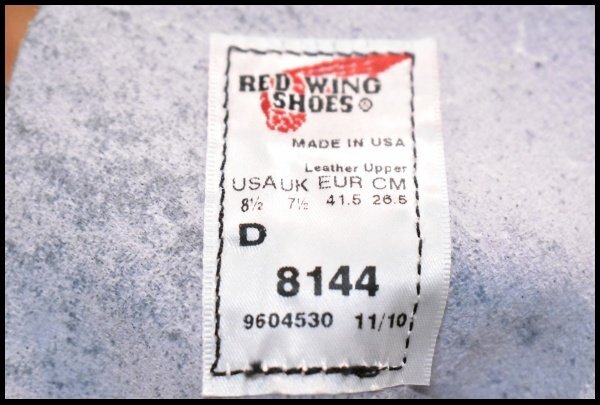 RED WING
SHOES®
MADE IN USA
Leather Upper
USA UK EUR CM
8½ 7½ 41.5 26.5
D
8144
9604530 11/10